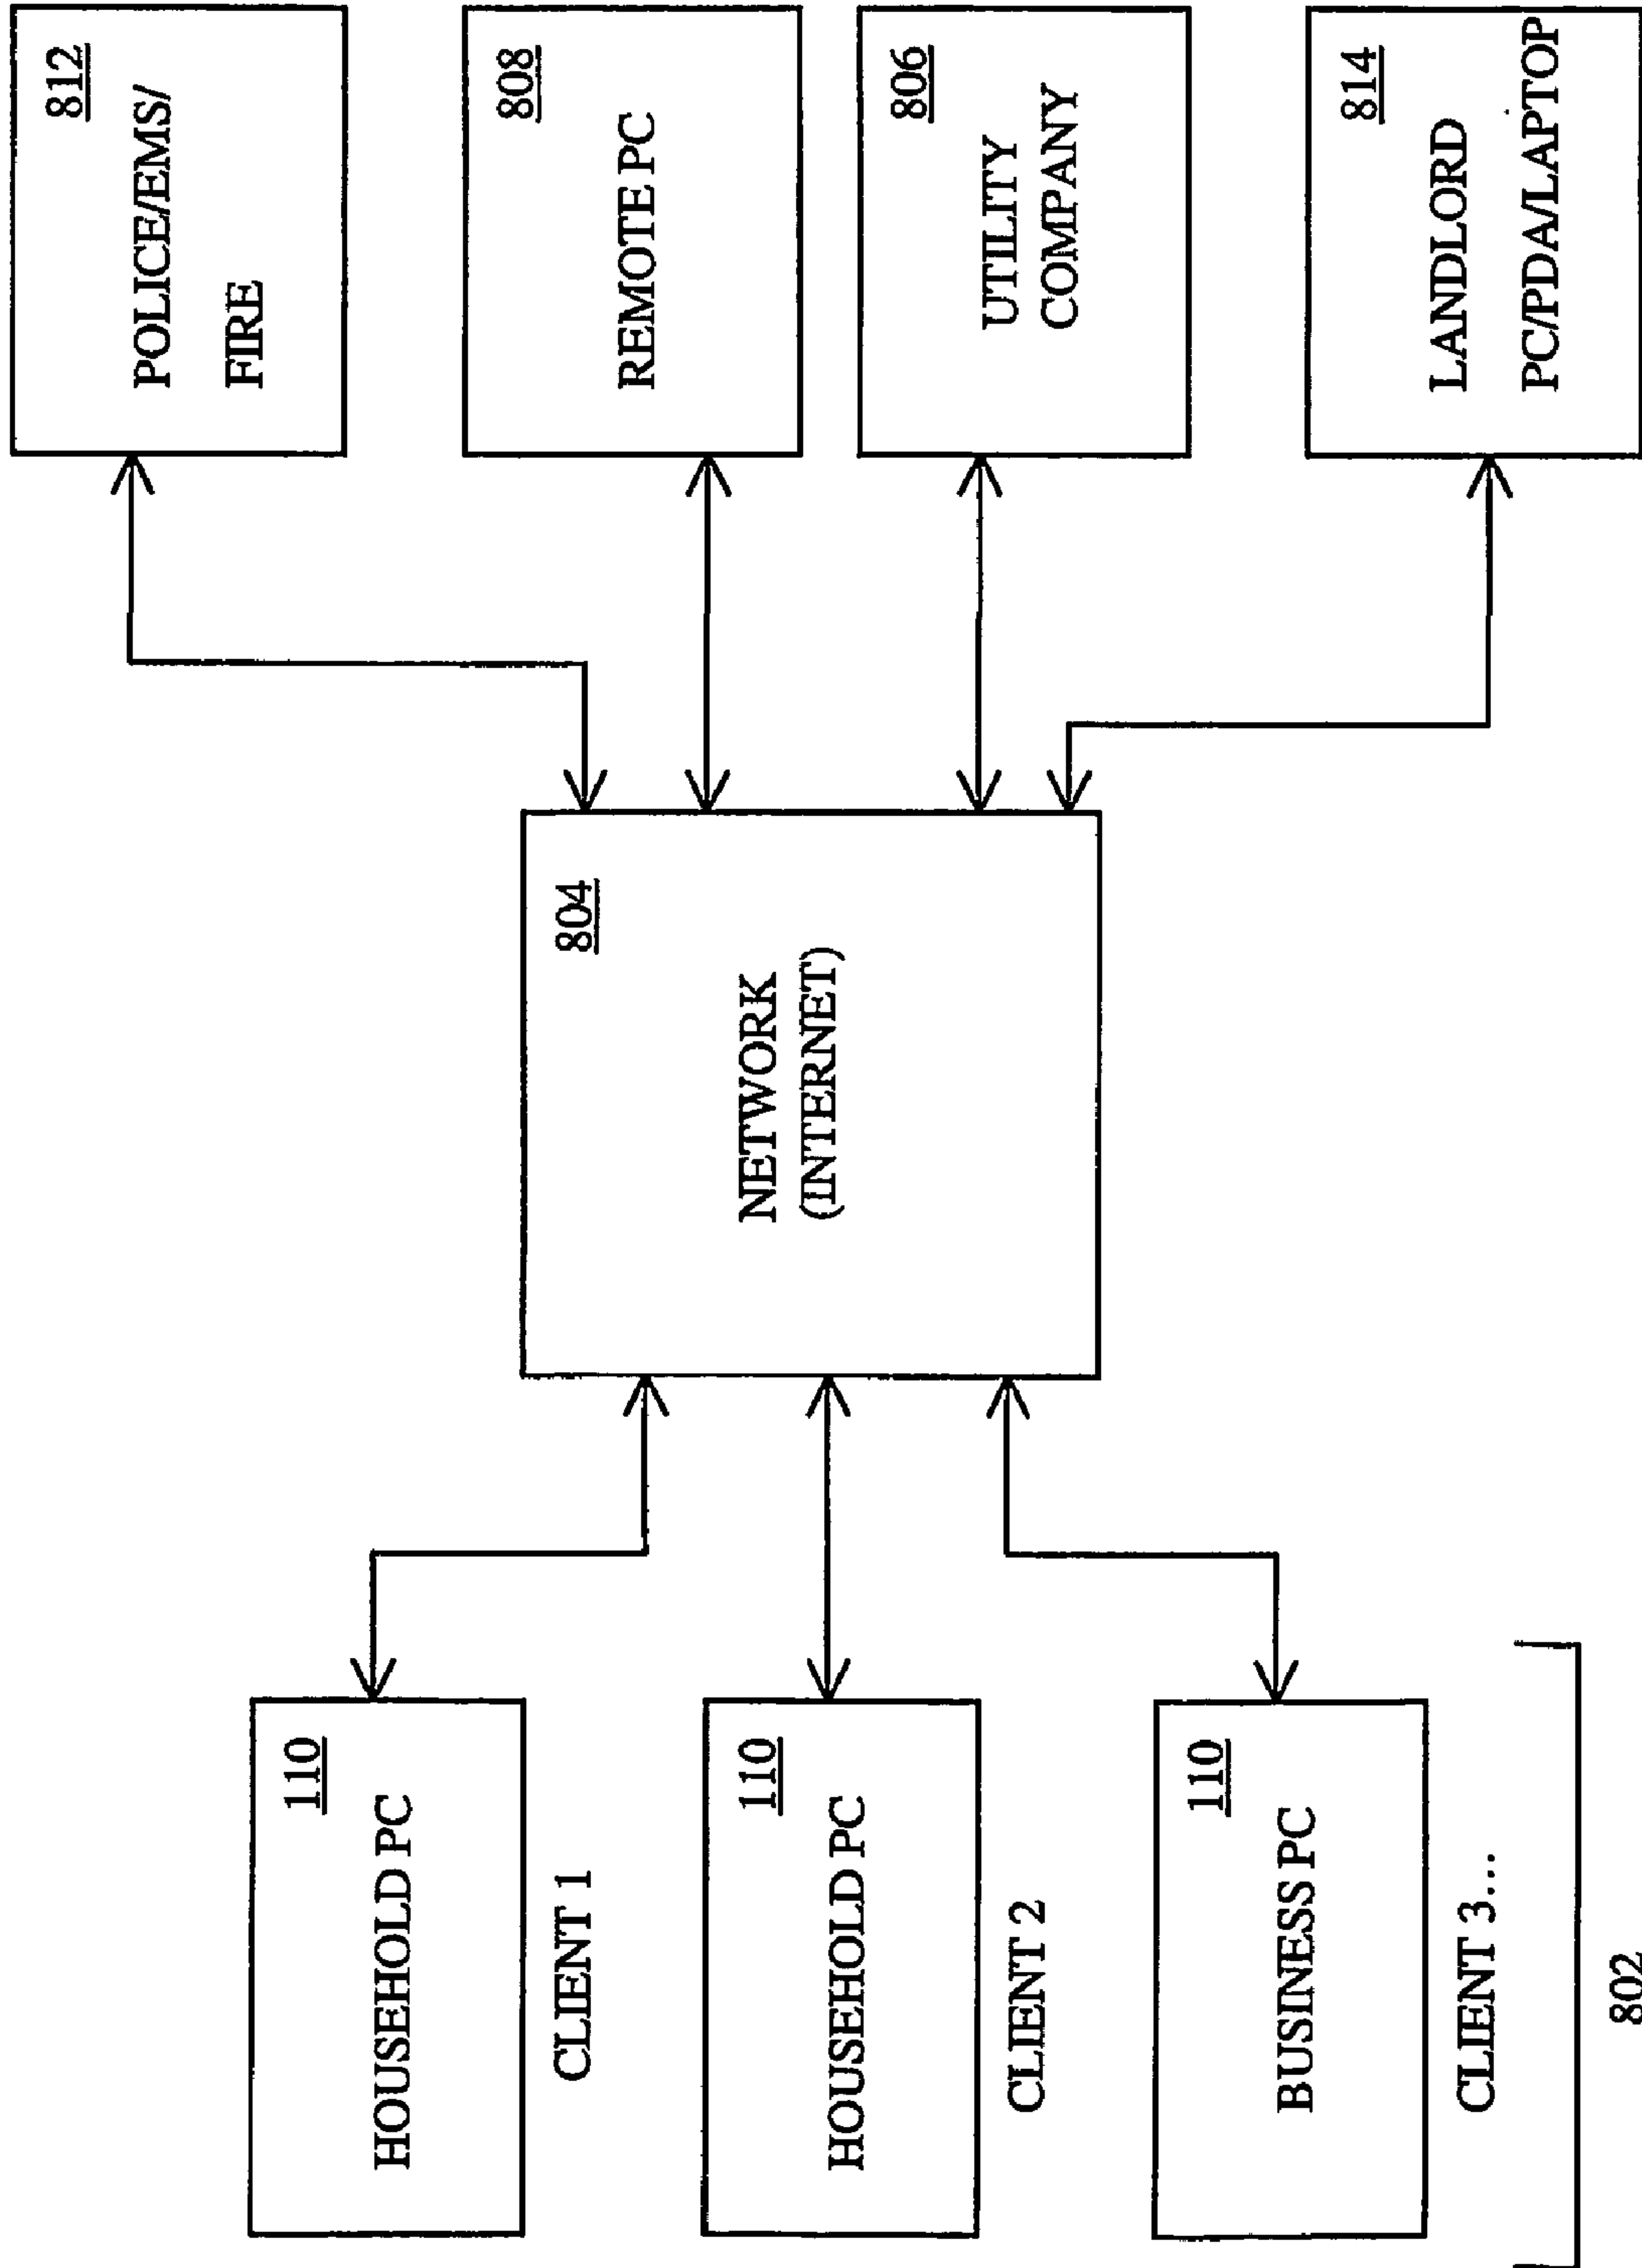 110
HOUSEHOLD PC
CLIENT 1
110
HOUSEHOLD PC
CLIENT 2
110
BUSINESS PC
CLIENT 3...
802
804
NETWORK
(INTERNET)
812
POLICE/EMS/
FIRE
808
REMOTE PC
806
UTILITY
COMPANY
814
LANDLORD
PC/PDA/LAPTOP